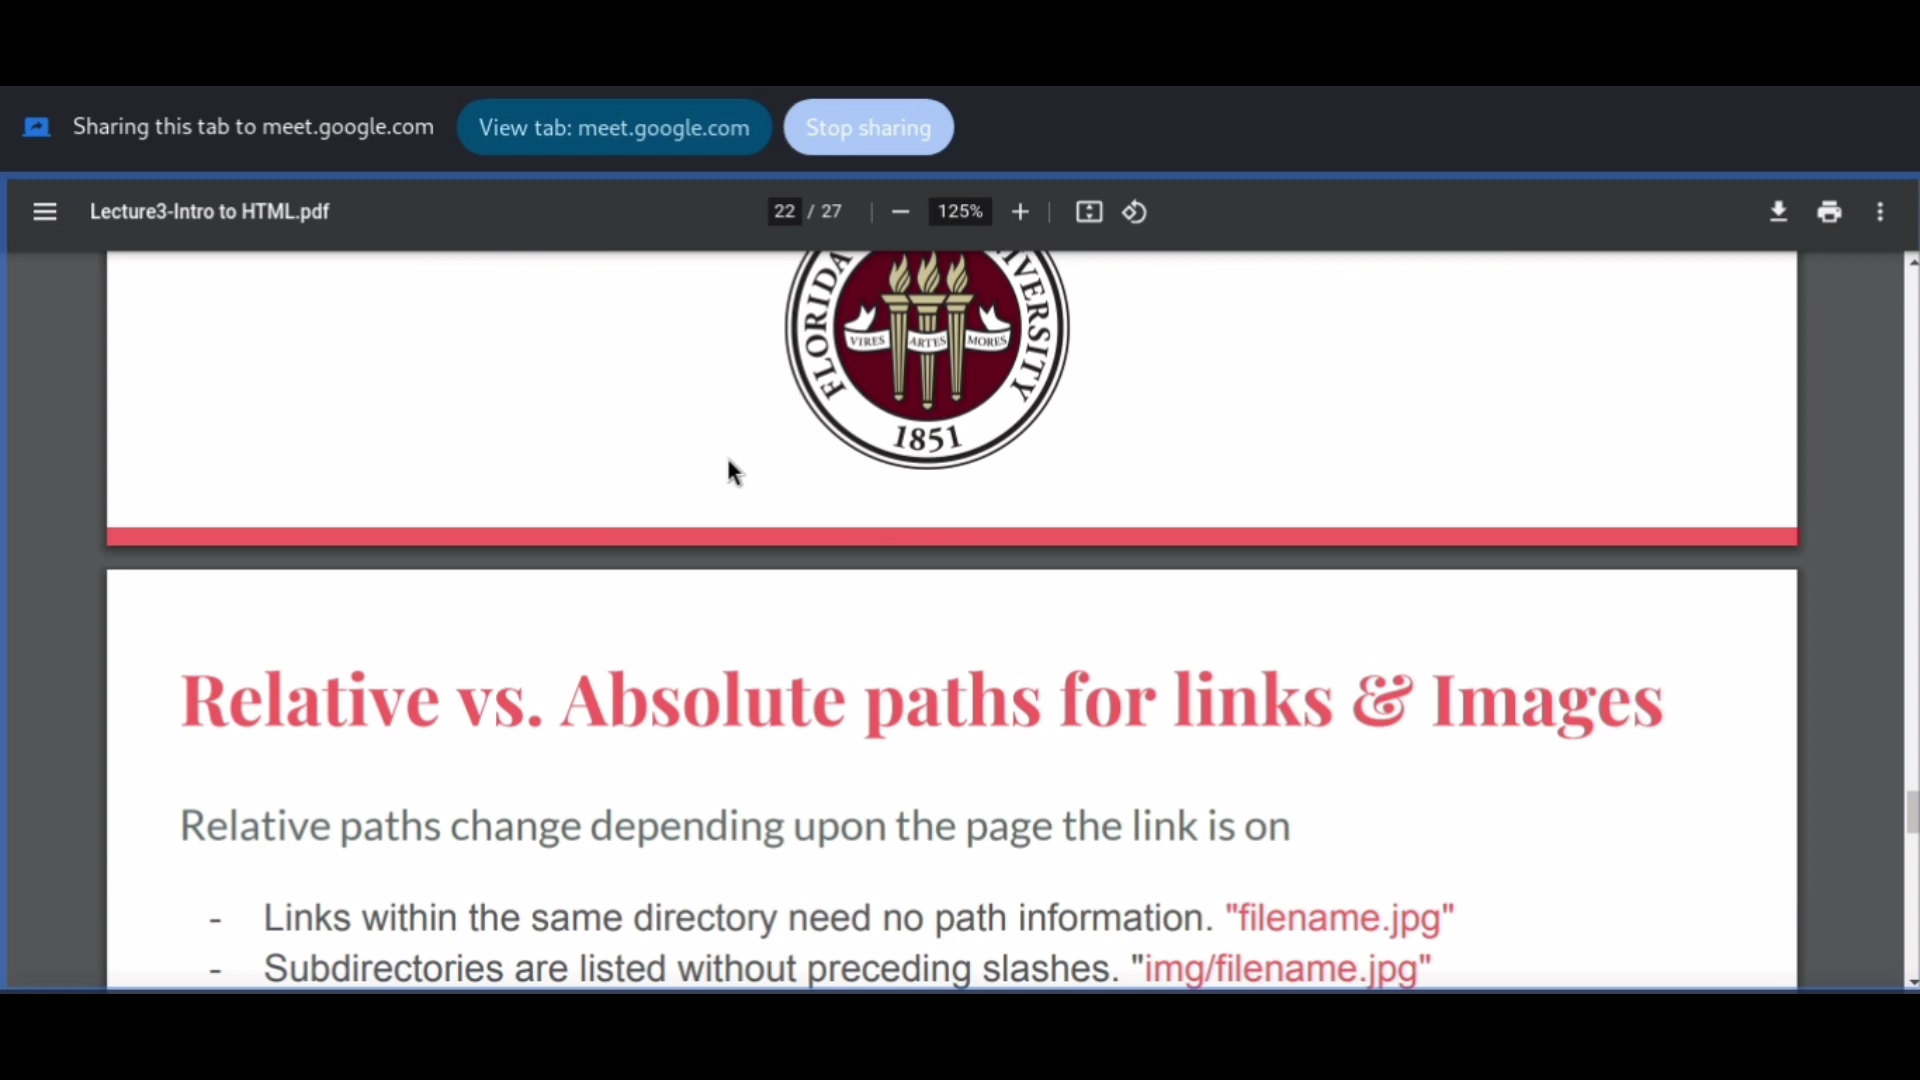 Sharing this tab to meet.google.com
View tab: meet.google.com
Stop sharing
Lecture3-Intro to HTML.pdf
22 / 27
125%
FLORIDA
VERSITY
VIRES ARTES MORES
1851
Relative vs. Absolute paths for links & Images
Relative paths change depending upon the page the link is on
- Links within the same directory need no path information. "filename.jpg"
- Subdirectories are listed without preceding slashes. "img/filename.jpg"